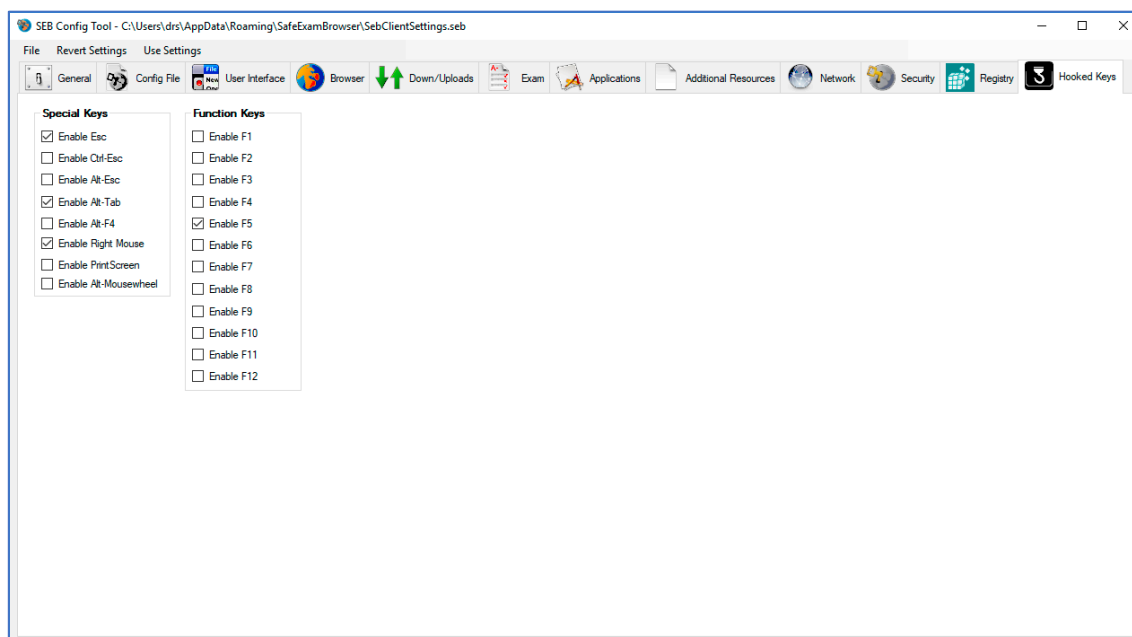 SEB Config Tool - C:\Users\drs\AppData\Roaming\SafeExamBrowser\SebClientSettings.seb
File Revert Settings Use Settings
General Config File User Interface Browser Down/Uploads Exam Applications Additional Resources Network Security Registry Hooked Keys
Special Keys
Enable Esc
Enable Ctrl-Esc
Enable Alt-Esc
Enable Alt-Tab
Enable Alt-F4
Enable Right Mouse
Enable PrintScreen
Enable Alt-Mousewheel
Function Keys
Enable F1
Enable F2
Enable F3
Enable F4
Enable F5
Enable F6
Enable F7
Enable F8
Enable F9
Enable F10
Enable F11
Enable F12